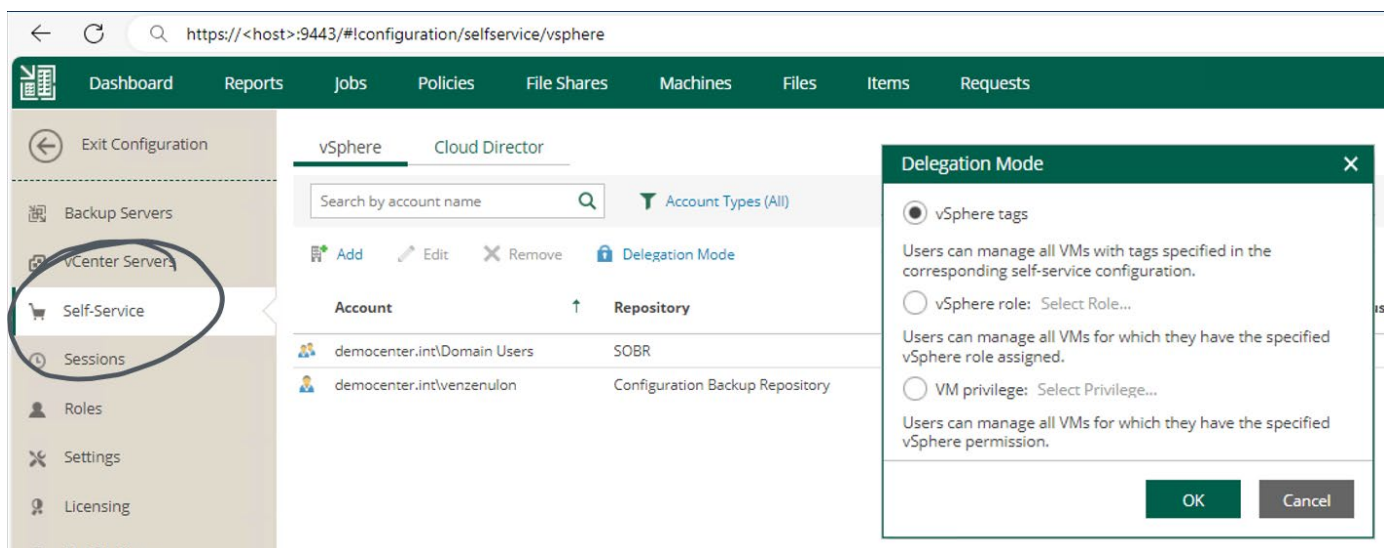 https://<host>:9443/#!configuration/selfservice/vsphere
Dashboard Reports Jobs Policies File Shares Machines Files Items Requests
Exit Configuration
Backup Servers
vCenter Servers
Self-Service
Sessions
Roles
Settings
Licensing
vSphere Cloud Director
Search by account name Account Types (All)
Add Edit Remove Delegation Mode
Account Repository
democenter.int\Domain Users SOBR
democenter.int\venzenulon Configuration Backup Repository
Delegation Mode
vSphere tags
Users can manage all VMs with tags specified in the
corresponding self-service configuration.
vSphere role: Select Role...
Users can manage all VMs for which they have the specified
vSphere role assigned.
VM privilege: Select Privilege...
Users can manage all VMs for which they have the specified
vSphere permission.
OK Cancel